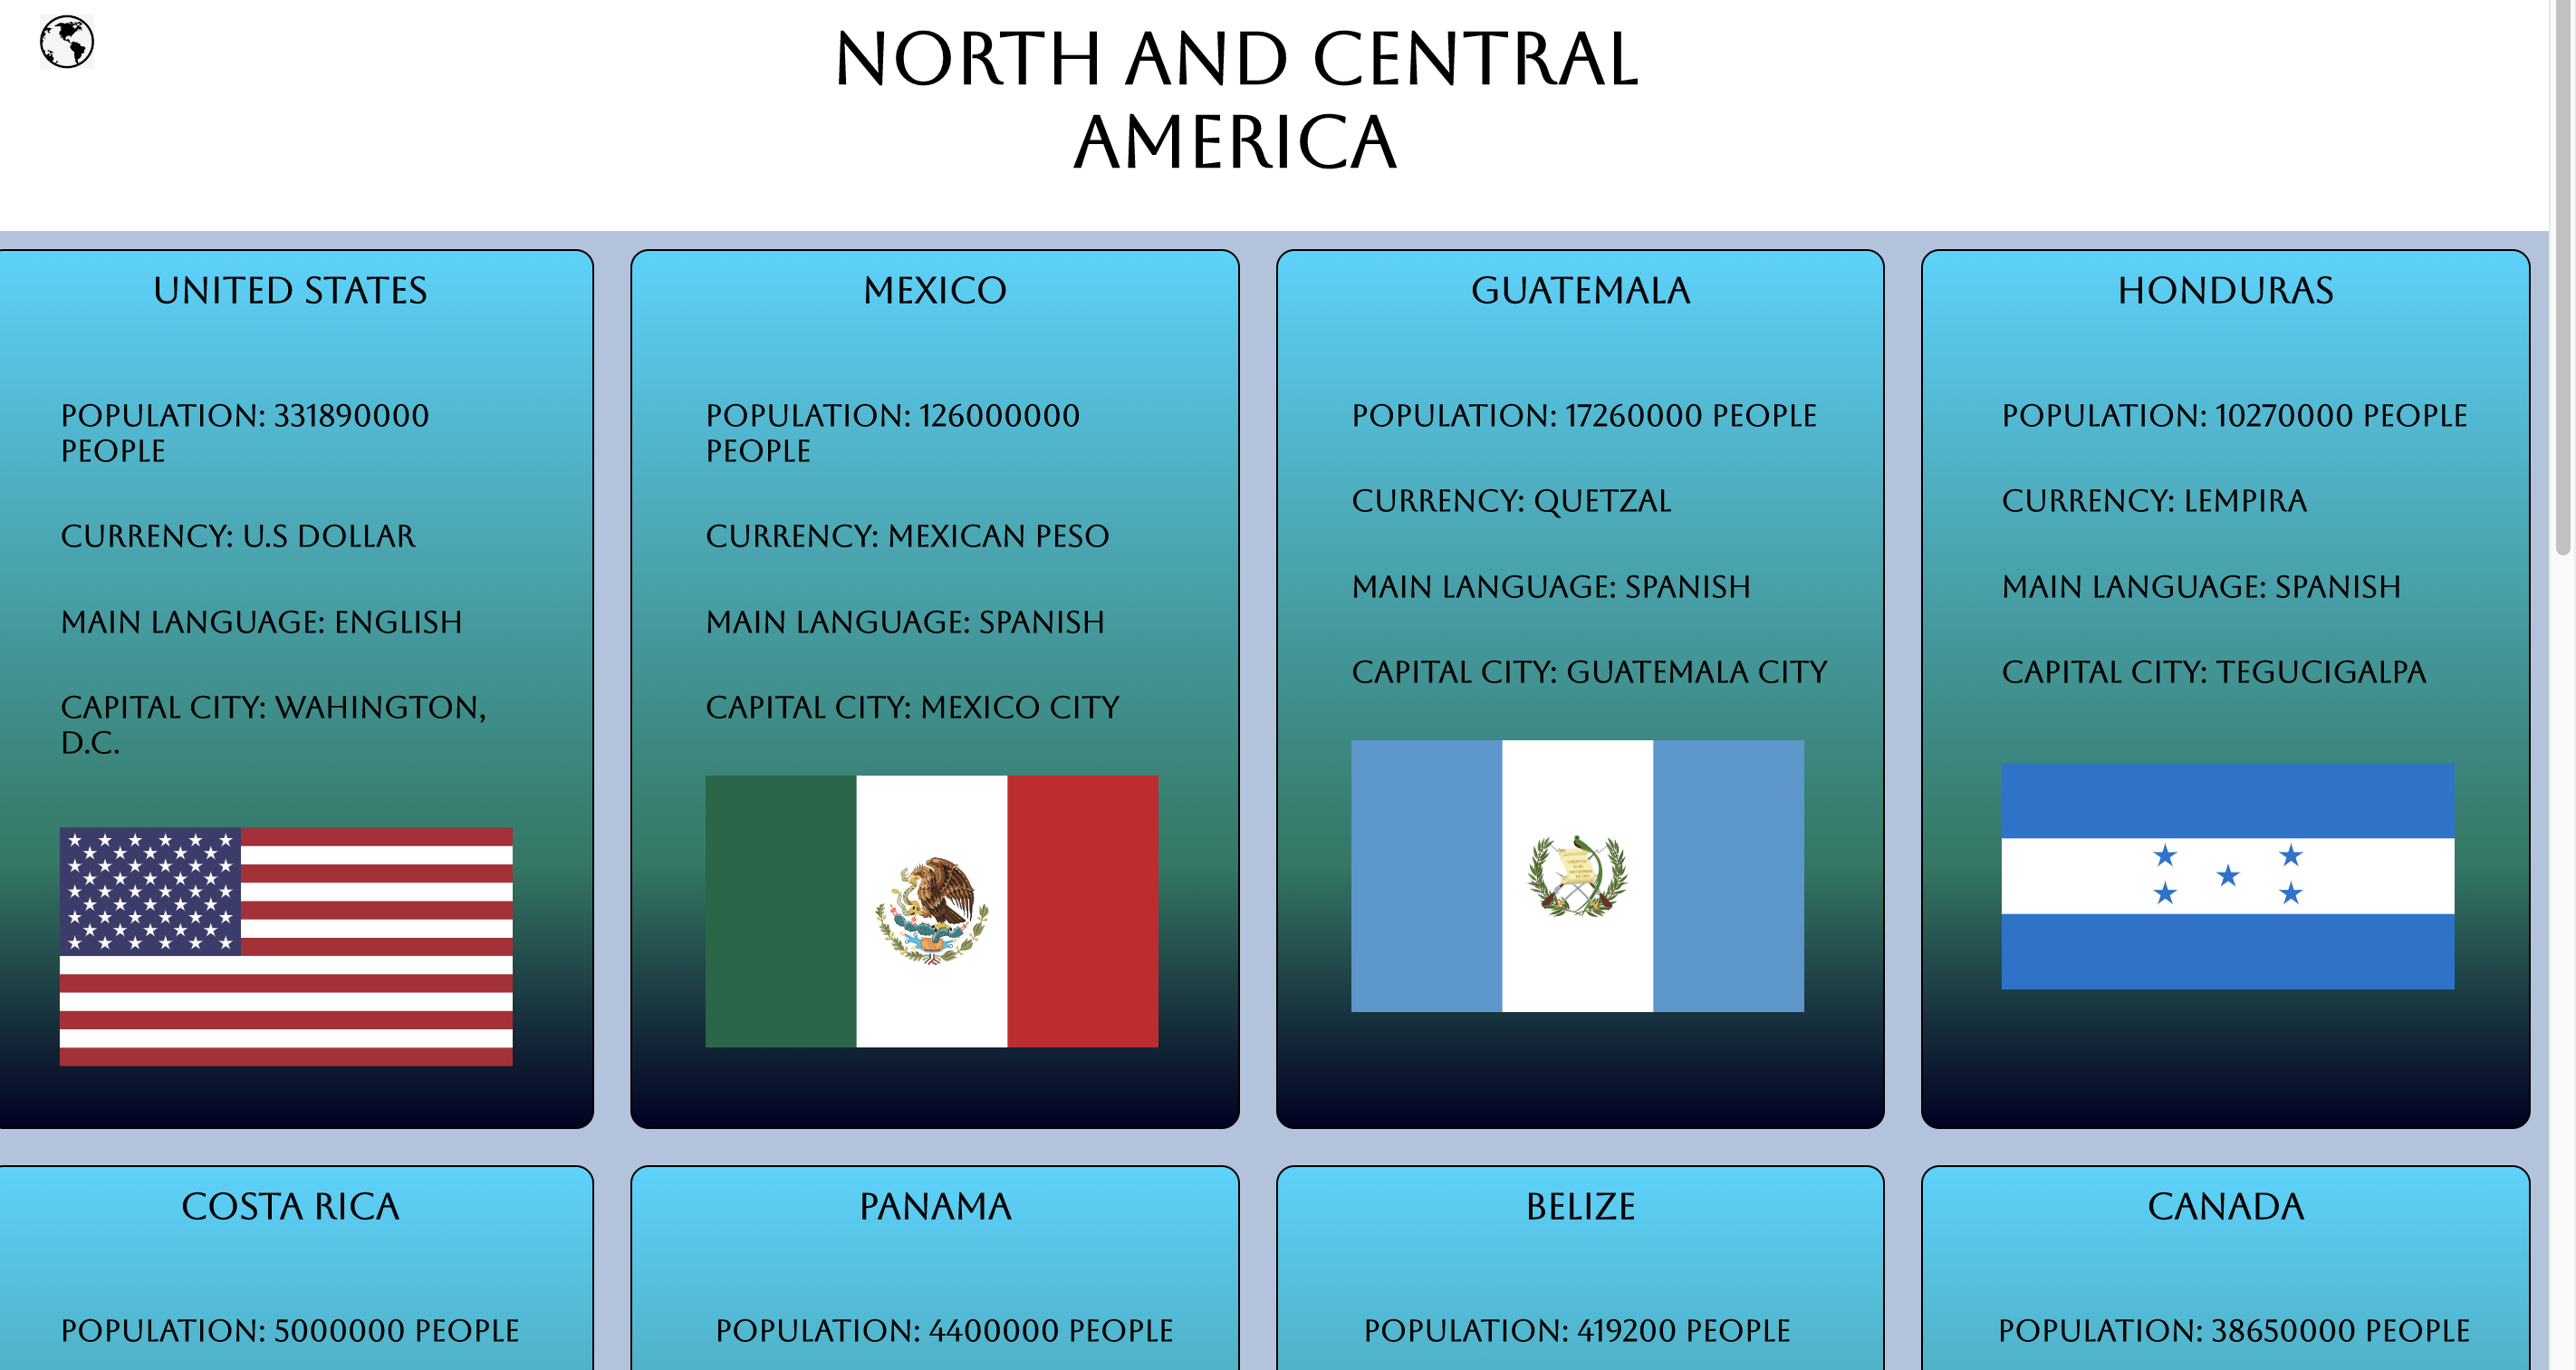 NORTH AND CENTRAL
AMERICA
UNITED STATES
POPULATION: 331890000
PEOPLE
CURRENCY: U.S DOLLAR
MAIN LANGUAGE: ENGLISH
CAPITAL CITY: WAHINGTON,
D.C.
MEXICO
POPULATION: 126000000
PEOPLE
CURRENCY: MEXICAN PESO
MAIN LANGUAGE: SPANISH
CAPITAL CITY: MEXICO CITY
GUATEMALA
POPULATION: 17260000 PEOPLE
CURRENCY: QUETZAL
MAIN LANGUAGE: SPANISH
CAPITAL CITY: GUATEMALA CITY
HONDURAS
POPULATION: 10270000 PEOPLE
CURRENCY: LEMPIRA
MAIN LANGUAGE: SPANISH
CAPITAL CITY: TEGUCIGALPA
COSTA RICA
POPULATION: 5000000 PEOPLE
PANAMA
POPULATION: 4400000 PEOPLE
BELIZE
POPULATION: 419200 PEOPLE
CANADA
POPULATION: 38650000 PEOPLE